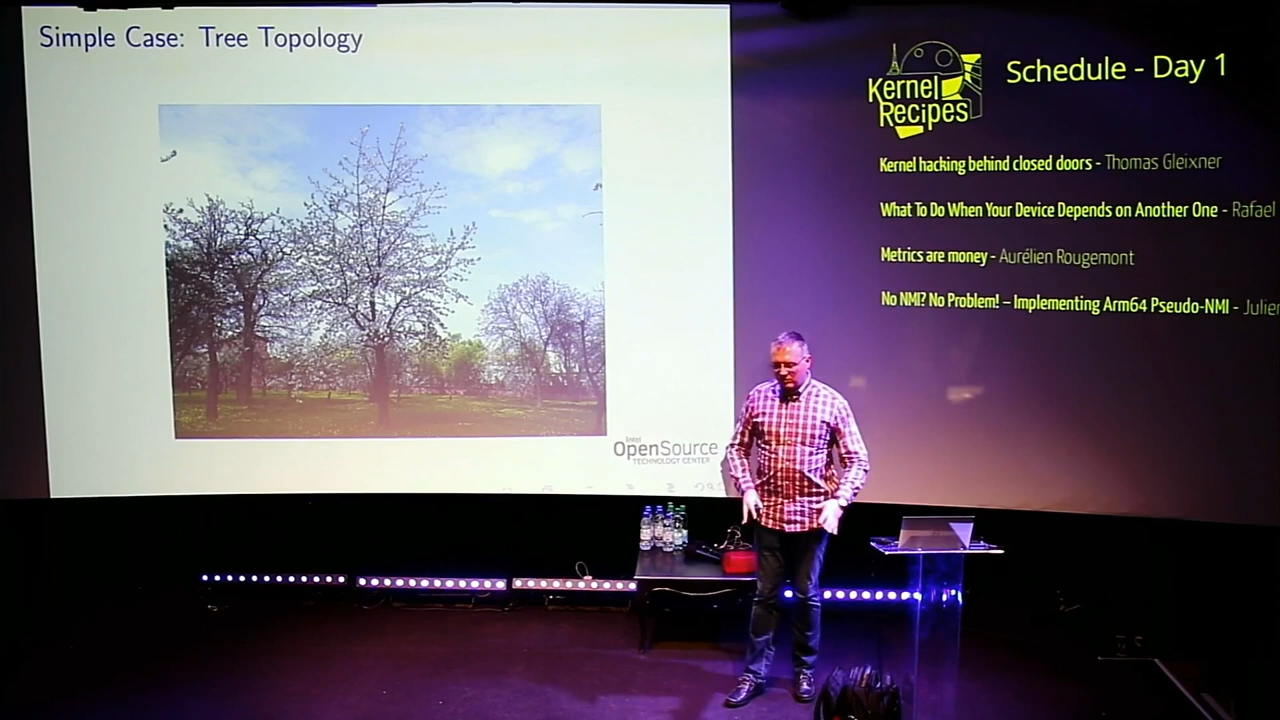 Simple Case: Tree Topology
Intel
OpenSource
TECHNOLOGY CENTER
Kernel
Recipes
Schedule - Day 1
Kernel hacking behind closed doors - Thomas Gleixner
What To Do When Your Device Depends on Another One - Rafael
Metrics are money - Aurélien Rougemont
No NMI? No Problem! – Implementing Arm64 Pseudo-NMI - Julien